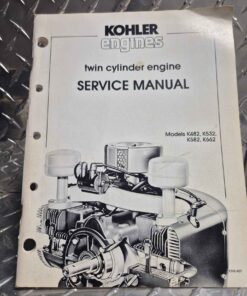 KOHLER
engines
twin cylinder engine
SERVICE MANUAL
Models K482, K532,
K582, K662